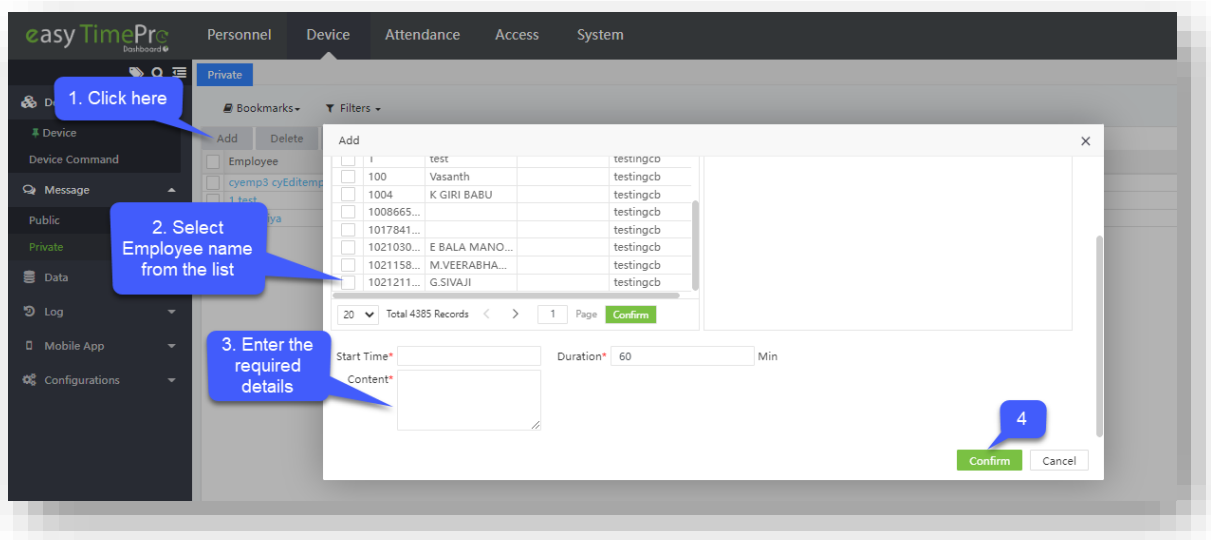 easy TimePro
Dashboard
Personnel
Device
Attendance
Access
System
Private
1. Click here
Bookmarks
Filters
Device
Device Command
Message
Public
Private
Data
Log
Mobile App
Configurations
Add
Delete
Employee
cyemp3 cyEditemp
1 test
2. Select
Employee name
from the list
Add
1 test testingcb
100 Vasanth testingcb
1004 K GIRI BABU testingcb
1008665... testingcb
1017841... testingcb
1021030... E BALA MANO... testingcb
1021158... M.VEERABHA... testingcb
1021211... G.SIVAJI testingcb
20 Total 4385 Records < > 1 Page Confirm
3. Enter the
required
details
Start Time* Duration* 60 Min
Content*
4
Confirm Cancel